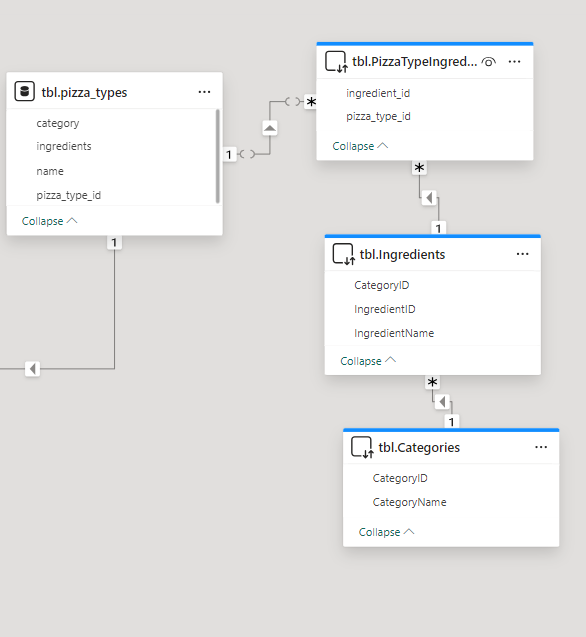 tbl.pizza_types
category
ingredients
name
pizza_type_id
Collapse
1
1
*
tbl.PizzaTypeIngred...
ingredient_id
pizza_type_id
Collapse
*
1
tbl.Ingredients
CategoryID
IngredientID
IngredientName
Collapse
*
1
tbl.Categories
CategoryID
CategoryName
Collapse